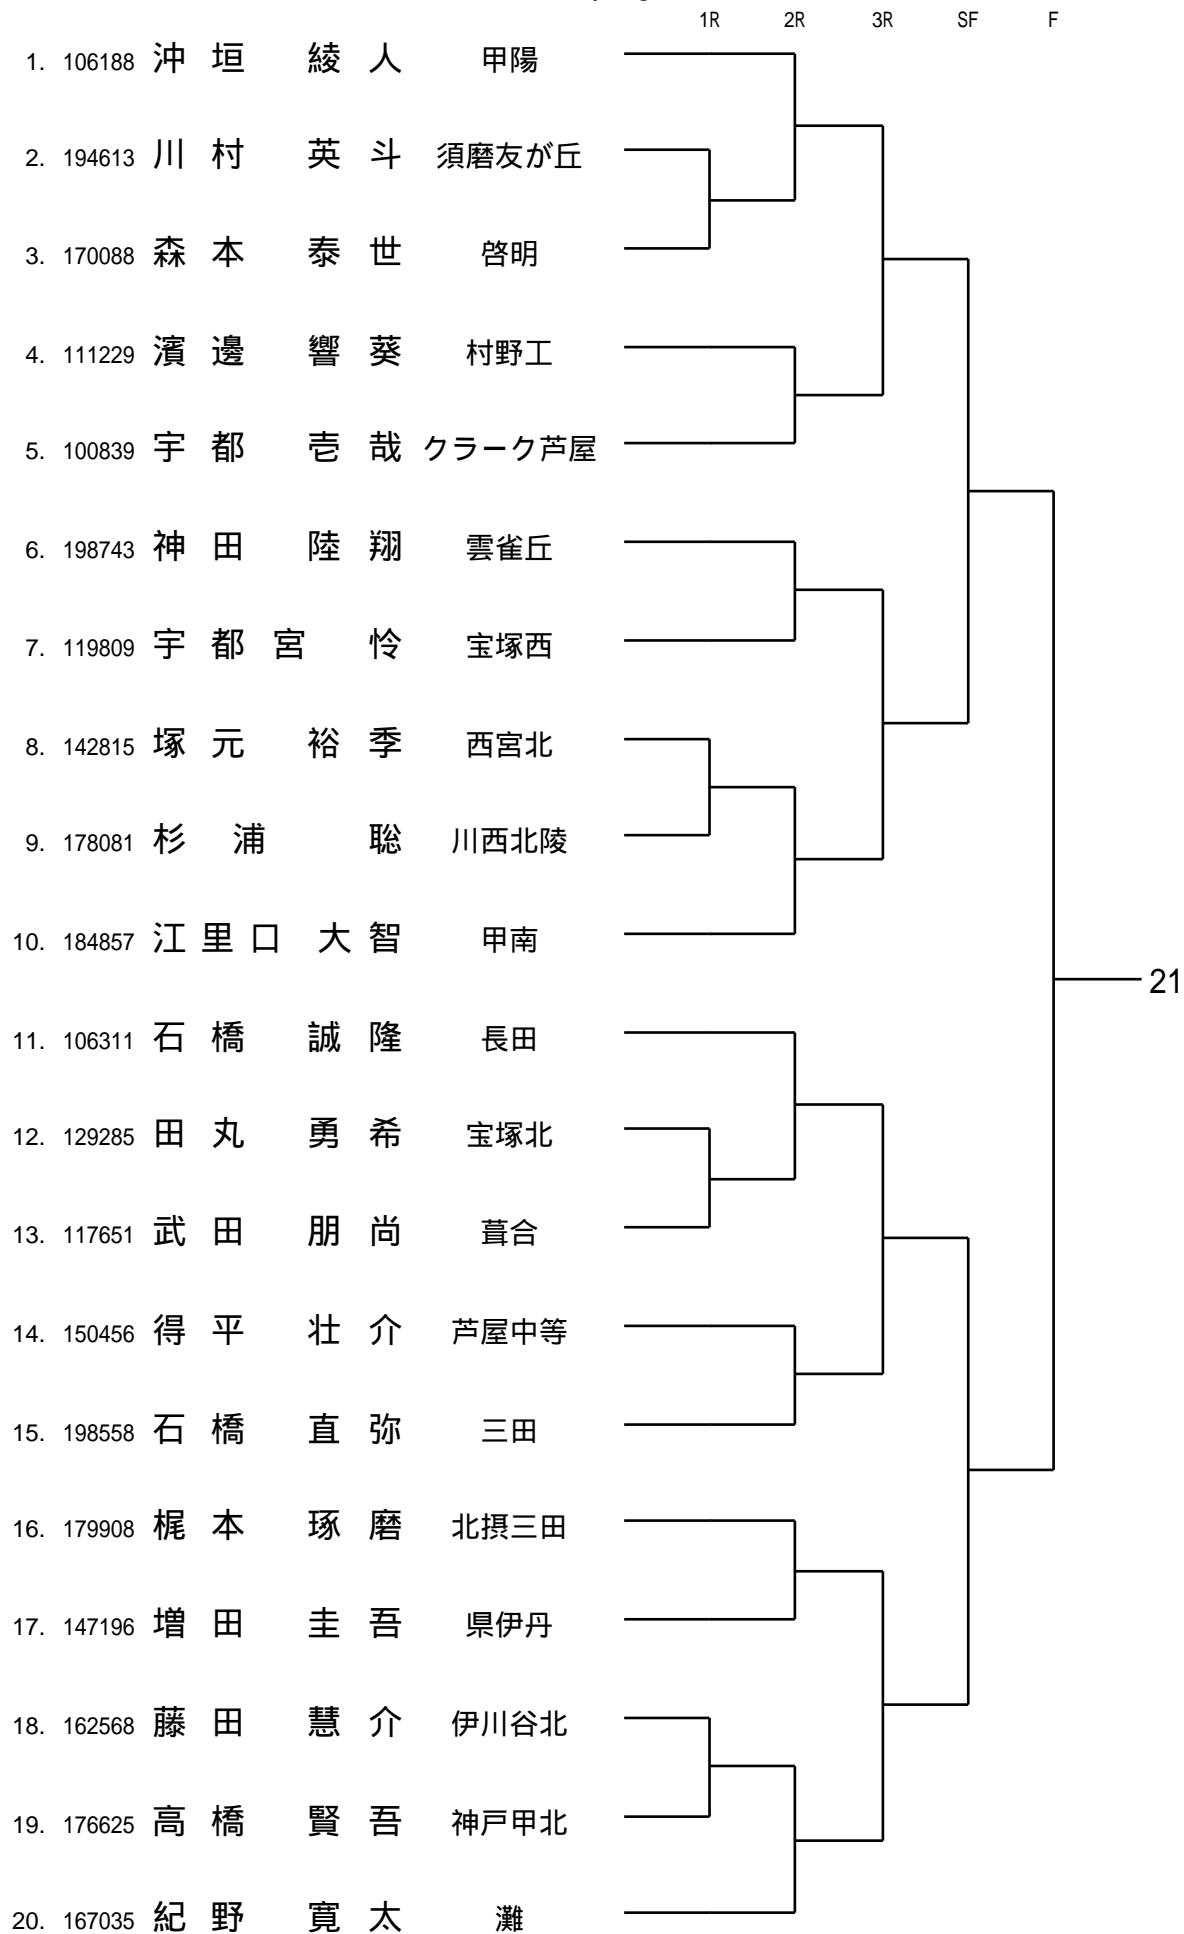 1R 2R 3R SF F
1. 106188 沖垣 綾人 甲陽
2. 194613 川村 英斗 須磨友が丘
3. 170088 森本 泰世 啓明
4. 111229 濱邊 響葵 村野工
5. 100839 宇都 壱哉 クラーク芦屋
6. 198743 神田 陸翔 雲雀丘
7. 119809 宇都宮 怜 宝塚西
8. 142815 塚元 裕季 西宮北
9. 178081 杉浦 聡 川西北陵
10. 184857 江里口 大智 甲南
21
11. 106311 石橋 誠隆 長田
12. 129285 田丸 勇希 宝塚北
13. 117651 武田 朋尚 葺合
14. 150456 得平 壮介 芦屋中等
15. 198558 石橋 直弥 三田
16. 179908 梶本 琢磨 北摂三田
17. 147196 増田 圭吾 県伊丹
18. 162568 藤田 慧介 伊川谷北
19. 176625 高橋 賢吾 神戸甲北
20. 167035 紀野 寛太 灘